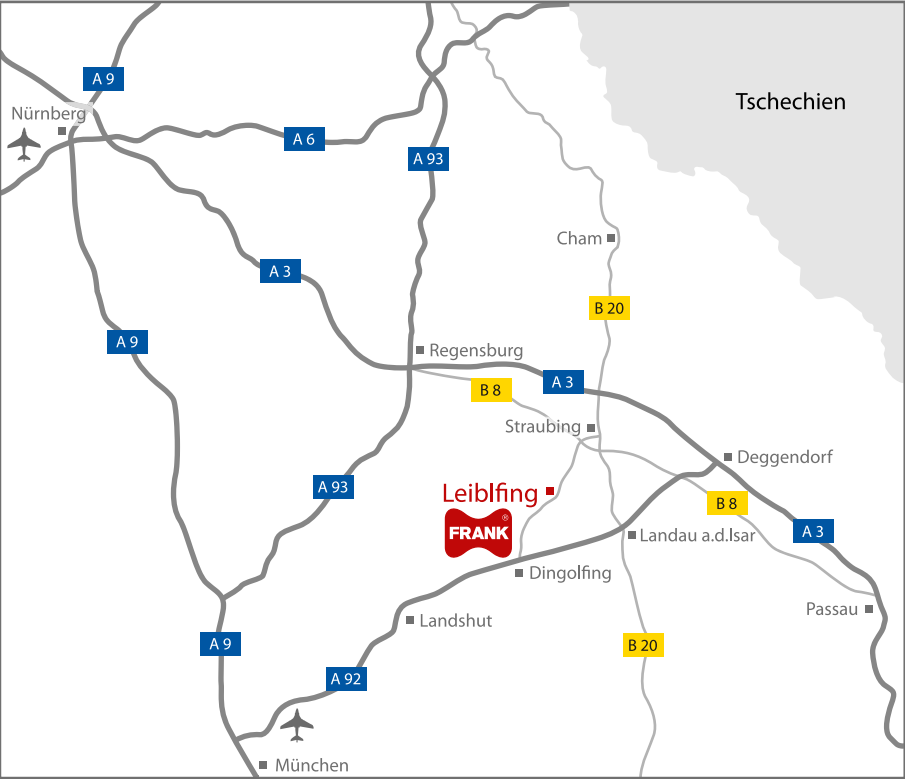 A 9
Tschechien
Nürnberg
A 6
A 93
Cham
A 3
B 20
A 9
Regensburg
A 3
B 8
Straubing
Deggendorf
A 93
Leiblfing
B 8
FRANK
®
A 3
Landau a.d.Isar
Dingolfing
Passau
Landshut
A 9
B 20
A 92
München